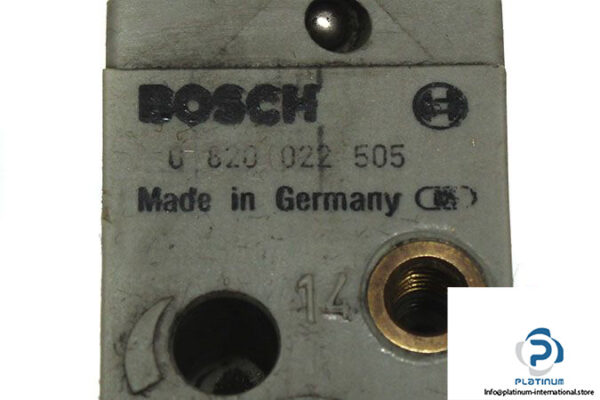 BOSCH
0 820 022 505
Made in Germany
14
PLATINUM
info@platinum-international.store